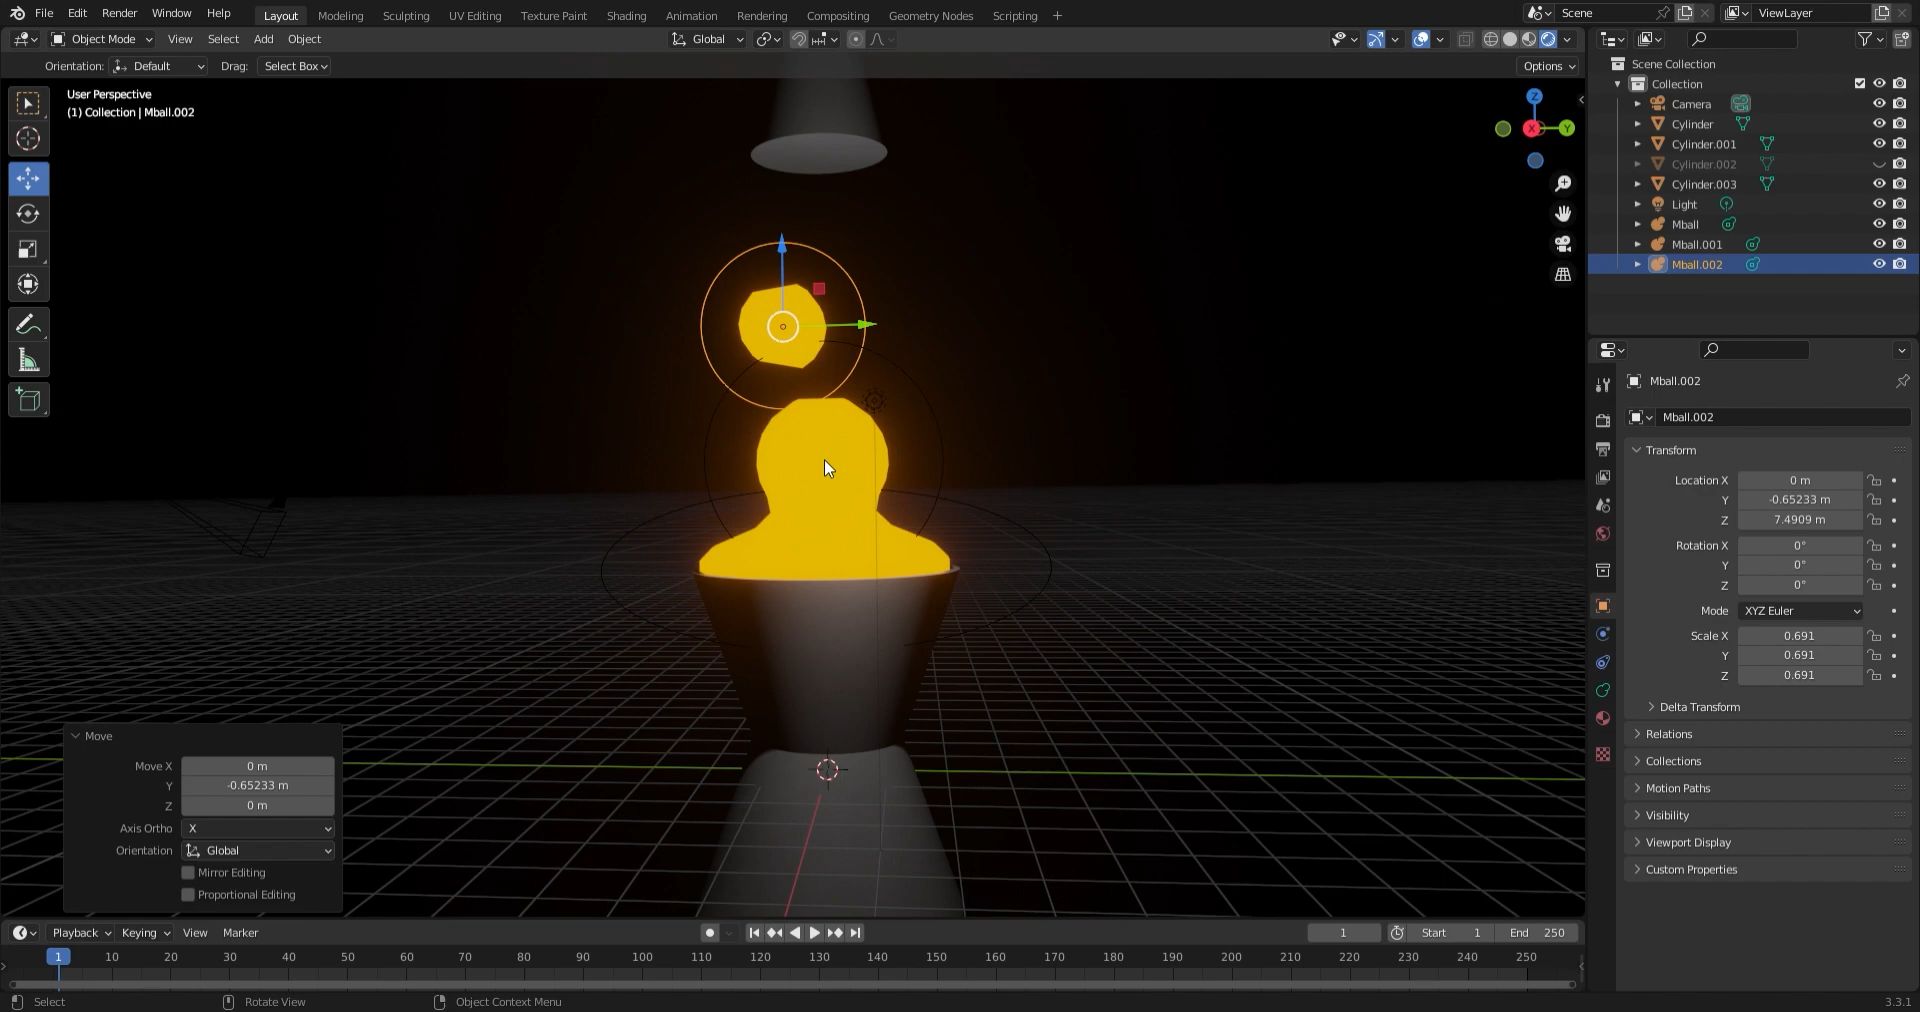 File Edit Render Window Help Layout Modeling Sculpting UV Editing Texture Paint Shading Animation Rendering Compositing Geometry Nodes Scripting + Scene ViewLayer
Object Mode View Select Add Object Global
Orientation: Default Drag: Select Box Options
User Perspective
(1) Collection | Mball.002
Z
X
Y
Scene Collection
Collection
Camera
Cylinder
Cylinder.001
Cylinder.002
Cylinder.003
Light
Mball
Mball.001
Mball.002
Mball.002
Mball.002
Transform
Location X 0 m
Y -0.65233 m
Z 7.4909 m
Rotation X 0°
Y 0°
Z 0°
Mode XYZ Euler
Scale X 0.691
Y 0.691
Z 0.691
Delta Transform
Relations
Collections
Motion Paths
Visibility
Viewport Display
Custom Properties
Move
Move X 0 m
Y -0.65233 m
Z 0 m
Axis Ortho X
Orientation Global
Mirror Editing
Proportional Editing
Playback Keying View Marker 1 Start 1 End 250
1 10 20 30 40 50 60 70 80 90 100 110 120 130 140 150 160 170 180 190 200 210 220 230 240 250
Select Rotate View Object Context Menu 3.3.1